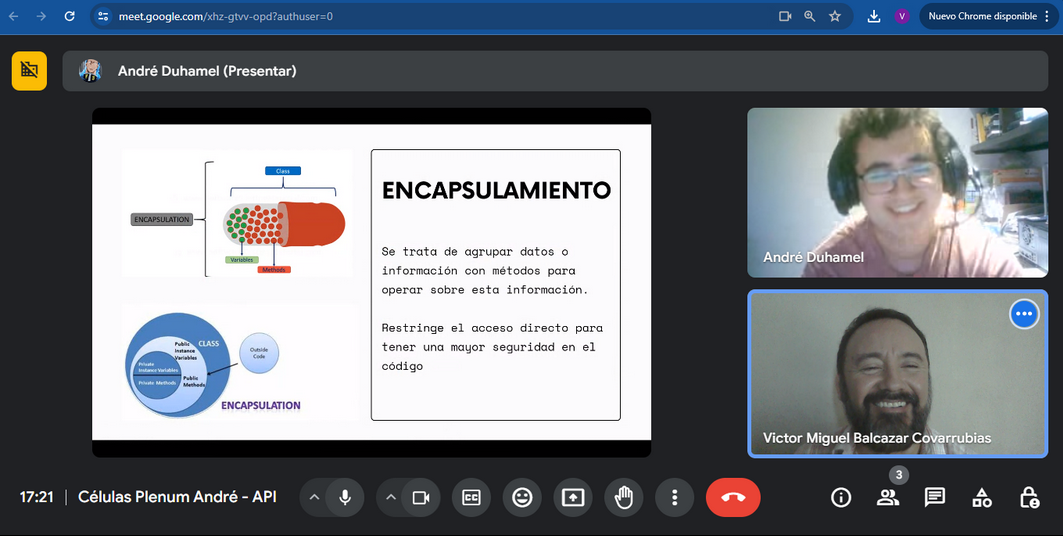 meet.google.com/xhz-gtvv-opd?authuser=0
V
Nuevo Chrome disponible
André Duhamel (Presentar)
Class
ENCAPSULATION
Variables
Methods
CLASS
Public
Instance
Variables
Private
Instance Variables
Private Methods
Public
Methods
Outside
Code
ENCAPSULATION
ENCAPSULAMIENTO
Se trata de agrupar datos o
información con métodos para
operar sobre esta información.
Restringe el acceso directo para
tener una mayor seguridad en el
código
André Duhamel
Victor Miguel Balcazar Covarrubias
17:21
Células Plenum André - API
CC
3